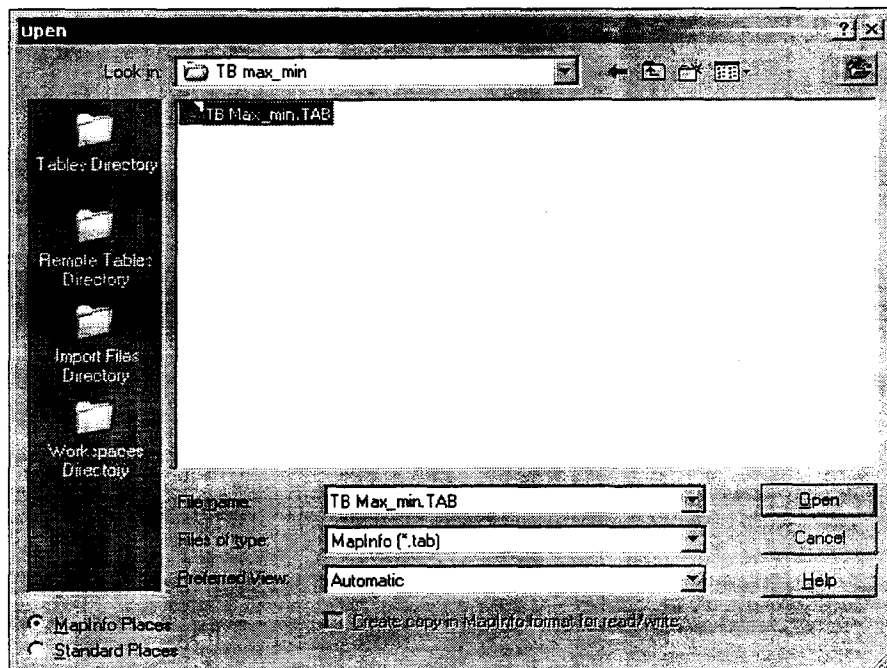 Open
Look in: TB max_min
TB Max_min.TAB
Tables Directory
Remote Tables
Directory
Import Files
Directory
Workspaces
Directory
File name: TB Max_min.TAB Open
Files of type: MapInfo (*.tab) Cancel
Preferred View: Automatic Help
MapInfo Places Create copy in MapInfo format for read/write
Standard Places